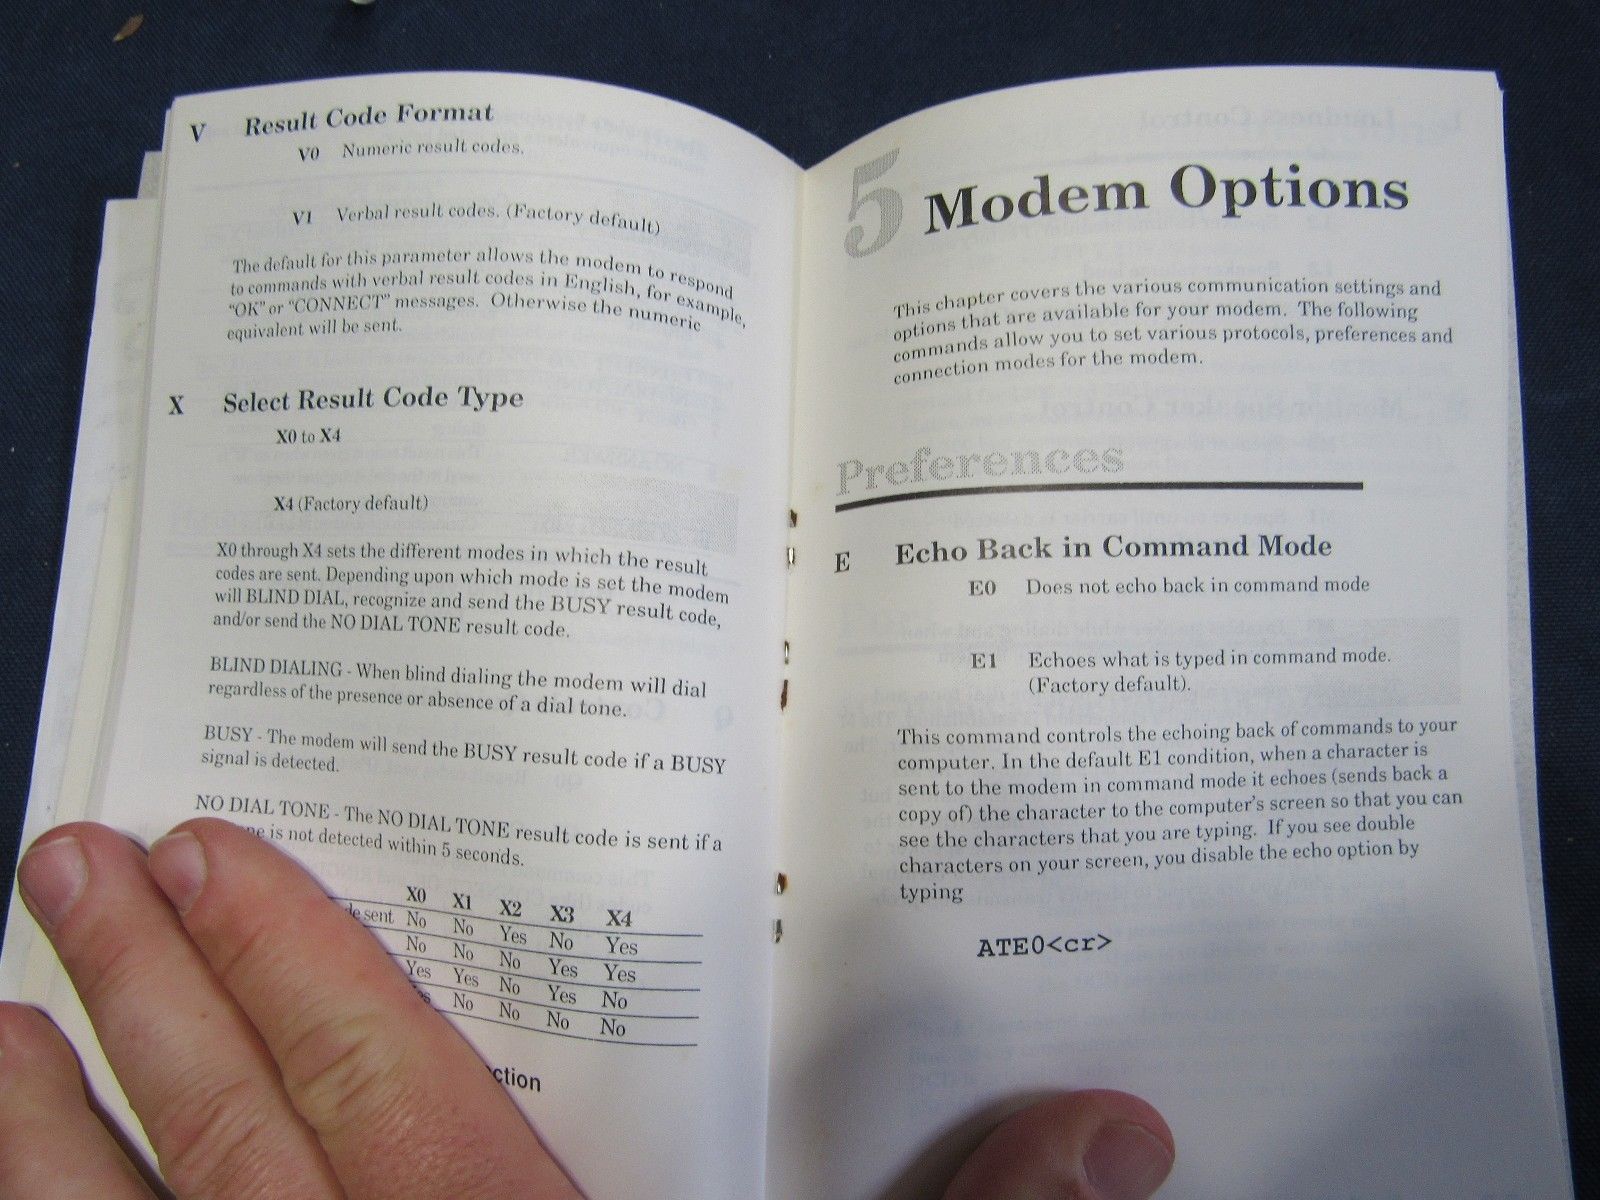 V Result Code Format
V0 Numeric result codes.
V1 Verbal result codes. (Factory default)
The default for this parameter allows the modem to respond
to commands with verbal result codes in English, for example,
"OK" or "CONNECT" messages. Otherwise the numeric
equivalent will be sent.
X Select Result Code Type
X0 to X4
X4 (Factory default)
X0 through X4 sets the different modes in which the result
codes are sent. Depending upon which mode is set the modem
will BLIND DIAL, recognize and send the BUSY result code,
and/or send the NO DIAL TONE result code.
BLIND DIALING - When blind dialing the modem will dial
regardless of the presence or absence of a dial tone.
BUSY - The modem will send the BUSY result code if a BUSY
signal is detected.
NO DIAL TONE - The NO DIAL TONE result code is sent if a
is not detected within 5 seconds.
X0 X1 X2 X3 X4
sent No No Yes No Yes
No No No Yes Yes
Yes Yes No Yes No
No No No No
5 Modem Options
This chapter covers the various communication settings and
options that are available for your modem. The following
commands allow you to set various protocols, preferences and
connection modes for the modem.
Preferences
E Echo Back in Command Mode
E0 Does not echo back in command mode
E1 Echoes what is typed in command mode.
(Factory default).
This command controls the echoing back of commands to your
computer. In the default E1 condition, when a character is
sent to the modem in command mode it echoes (sends back a
copy of) the character to the computer's screen so that you can
see the characters that you are typing. If you see double
characters on your screen, you disable the echo option by
typing
ATE0<cr>